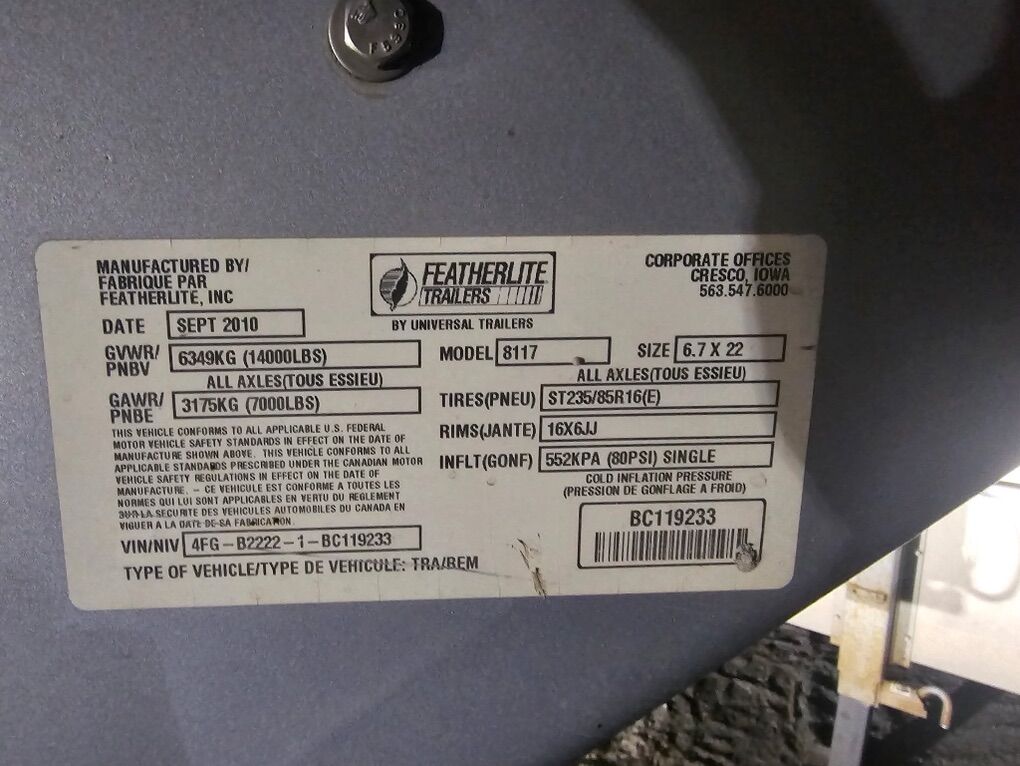 F593C
MANUFACTURED BY/
FABRIQUE PAR
FEATHERLITE, INC
FEATHERLITE
TRAILERS
BY UNIVERSAL TRAILERS
CORPORATE OFFICES
CRESCO, IOWA
563.547.6000
DATE SEPT 2010
GVWR/
PNBV 6349KG (14000LBS)
MODEL 8117 SIZE 6.7 X 22
ALL AXLES(TOUS ESSIEU)
GAWR/
PNBE 3175KG (7000LBS)
ALL AXLES(TOUS ESSIEU)
TIRES(PNEU) ST235/85R16(E)
RIMS(JANTE) 16X6JJ
INFLT(GONF) 552KPA (80PSI) SINGLE
COLD INFLATION PRESSURE
(PRESSION DE GONFLAGE A FROID)
THIS VEHICLE CONFORMS TO ALL APPLICABLE U.S. FEDERAL
MOTOR VEHICLE SAFETY STANDARDS IN EFFECT ON THE DATE OF
MANUFACTURE SHOWN ABOVE. THIS VEHICLE CONFORMS TO ALL
APPLICABLE STANDARDS PRESCRIBED UNDER THE CANADIAN MOTOR
VEHICLE SAFETY REGULATIONS IN EFFECT ON THE DATE OF
MANUFACTURE. - CE VEHICULE EST CONFORME A TOUTES LES
NORMES QUI LUI SONT APPLICABLES EN VERTU DU REGLEMENT
SUR LA SECURITE DES VEHICULES AUTOMOBILES DU CANADA EN
VIGUER A LA DATE DE SA FABRICATION.
VIN/NIV 4FG-B2222-1-BC119233
BC119233
TYPE OF VEHICLE/TYPE DE VEHICULE: TRA/REM